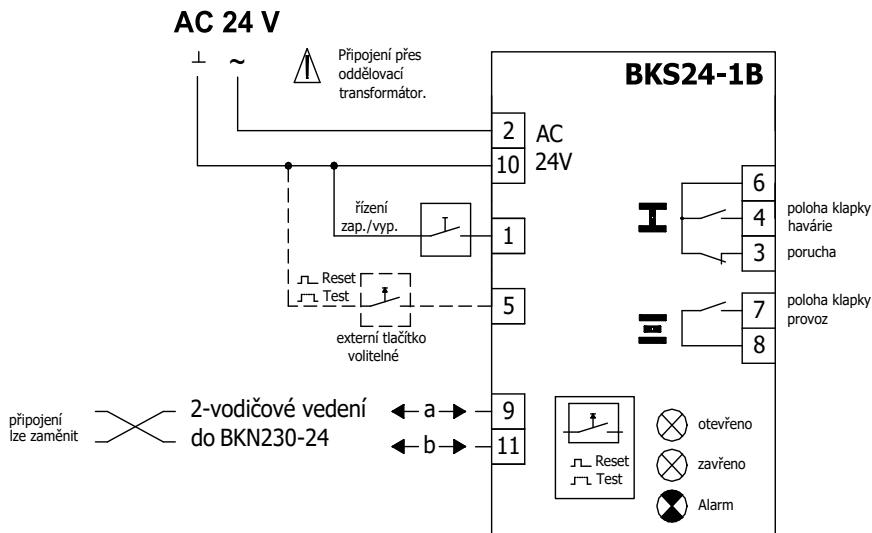 AC 24 V
⊥ ~
Připojení přes
oddělovací
transformátor.
BKS24-1B
2
10
AC
24V
řízení
zap./vyp.
1
Reset
Test
5
externí tlačítko
volitelné
6
4
3
poloha klapky
havárie
porucha
7
8
poloha klapky
provoz
připojení
lze zaměnit
2-vodičové vedení
do BKN230-24
a
b
9
11
Reset
Test
otevřeno
zavřeno
Alarm